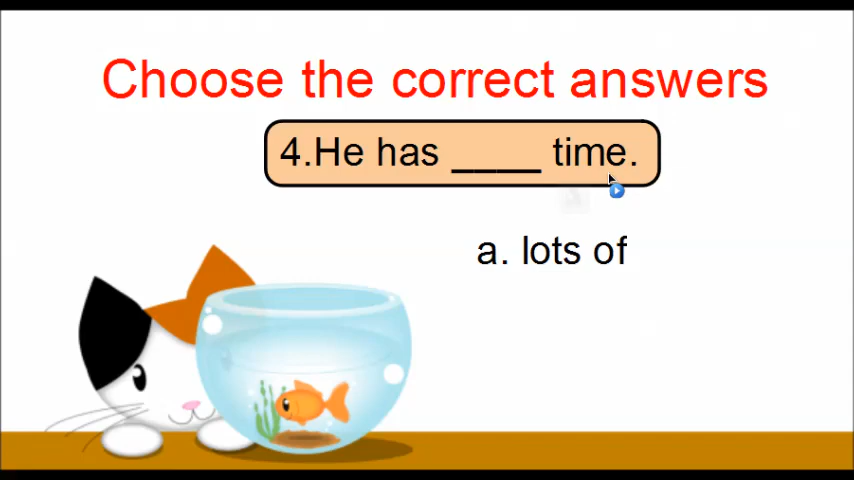 Choose the correct answers
4.He has ____ time.
a. lots of